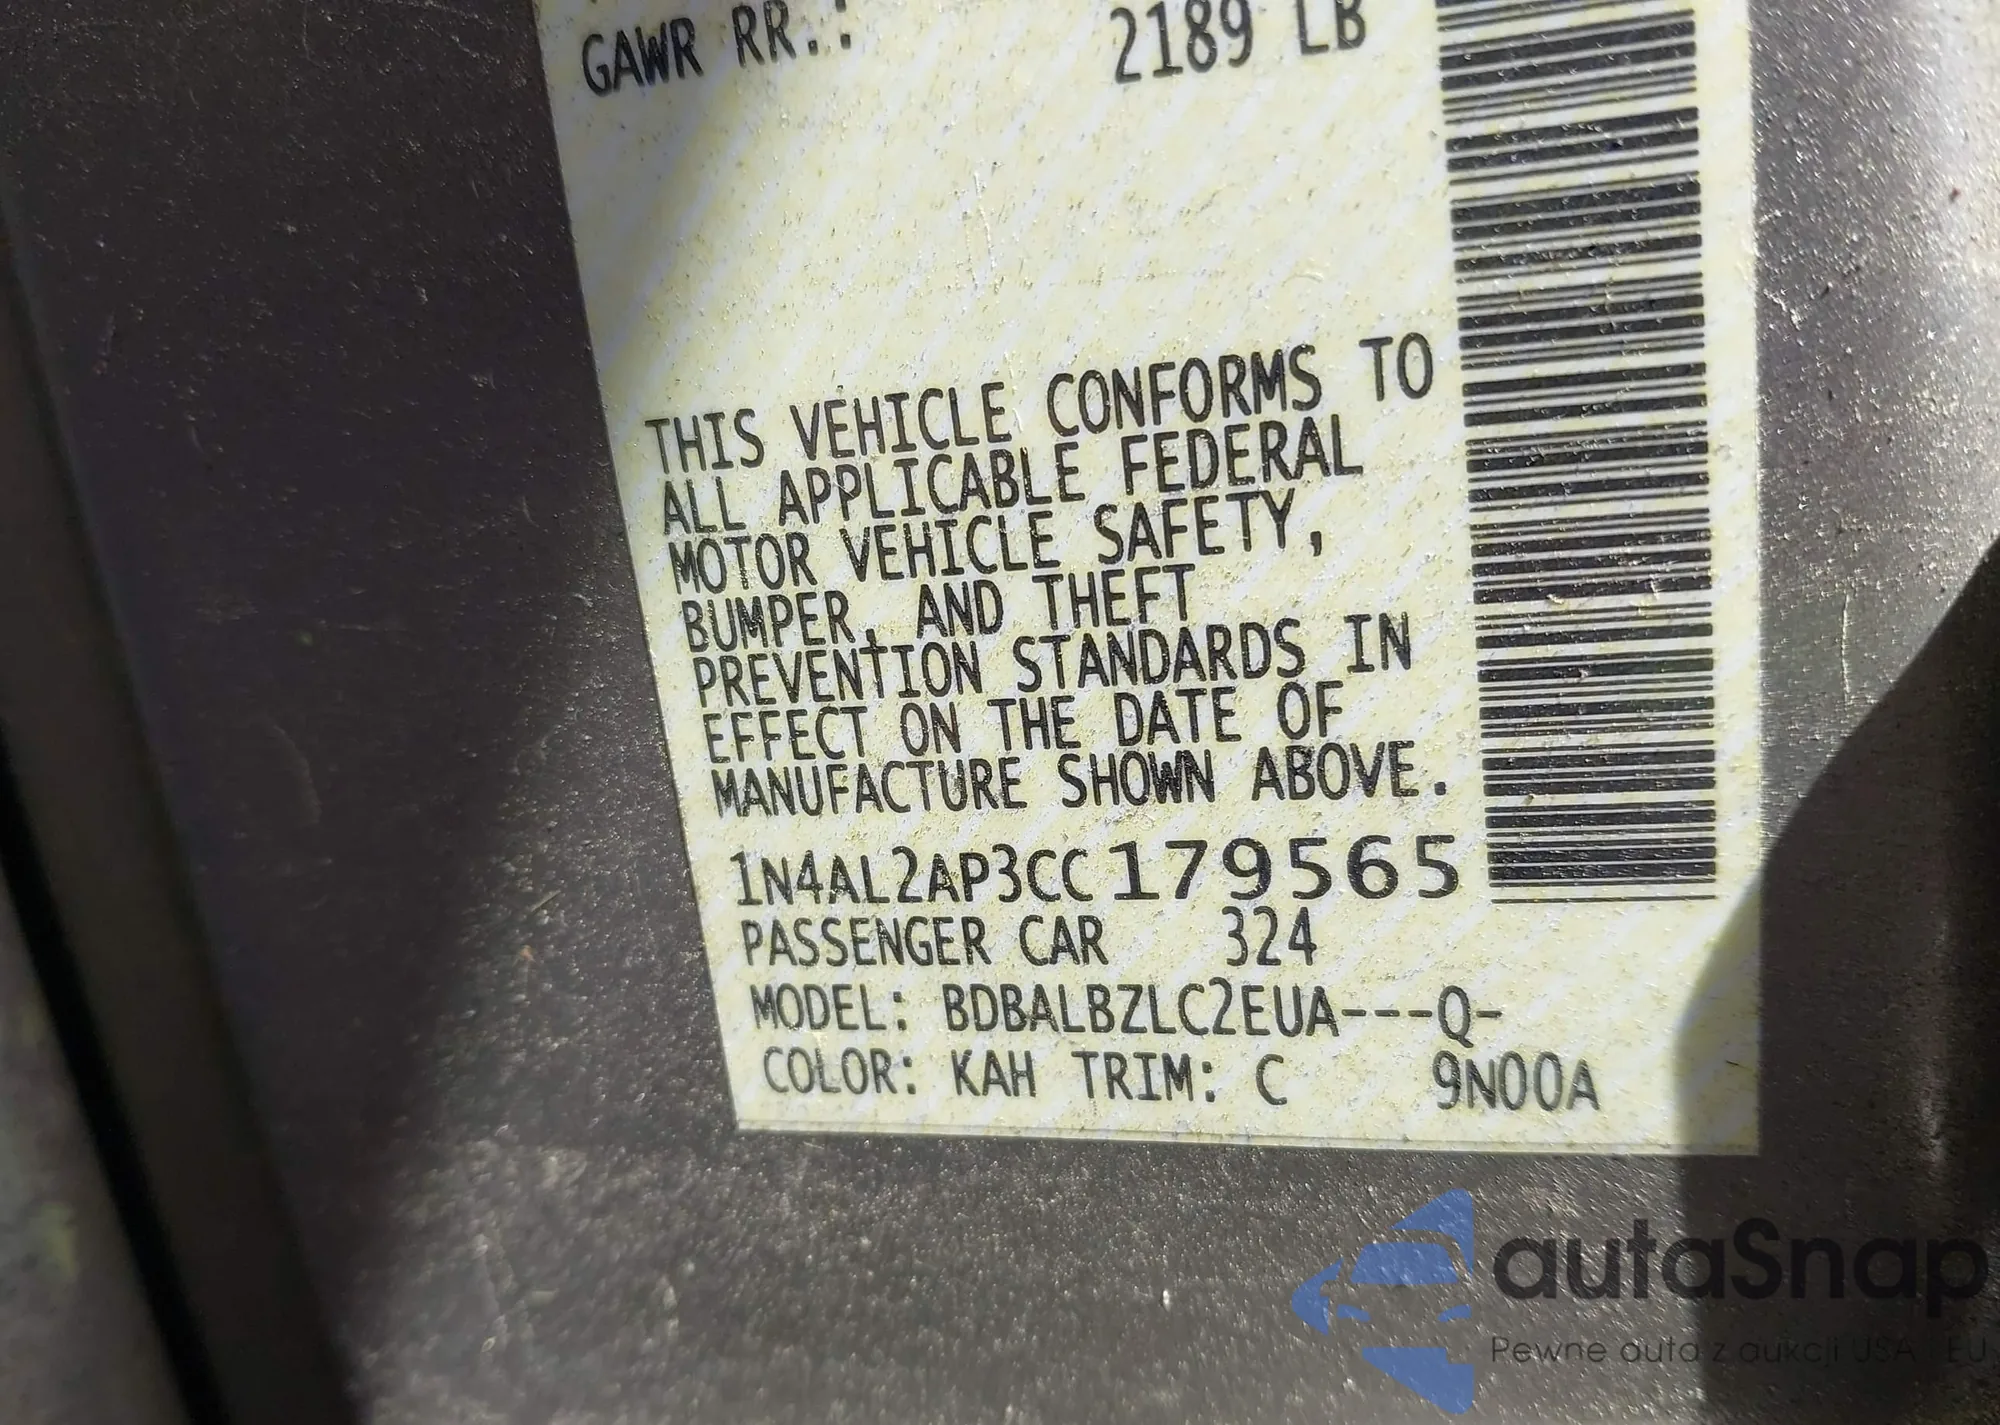 GAWR RR.: 2189 LB
THIS VEHICLE CONFORMS TO
ALL APPLICABLE FEDERAL
MOTOR VEHICLE SAFETY,
BUMPER, AND THEFT
PREVENTION STANDARDS IN
EFFECT ON THE DATE OF
MANUFACTURE SHOWN ABOVE.
1N4AL2AP3CC179565
PASSENGER CAR 324
MODEL: BDBALBZLC2EUA---Q-
COLOR: KAH TRIM: C 9N00A
autaSnap
Pewne auta z aukcji USA i EU